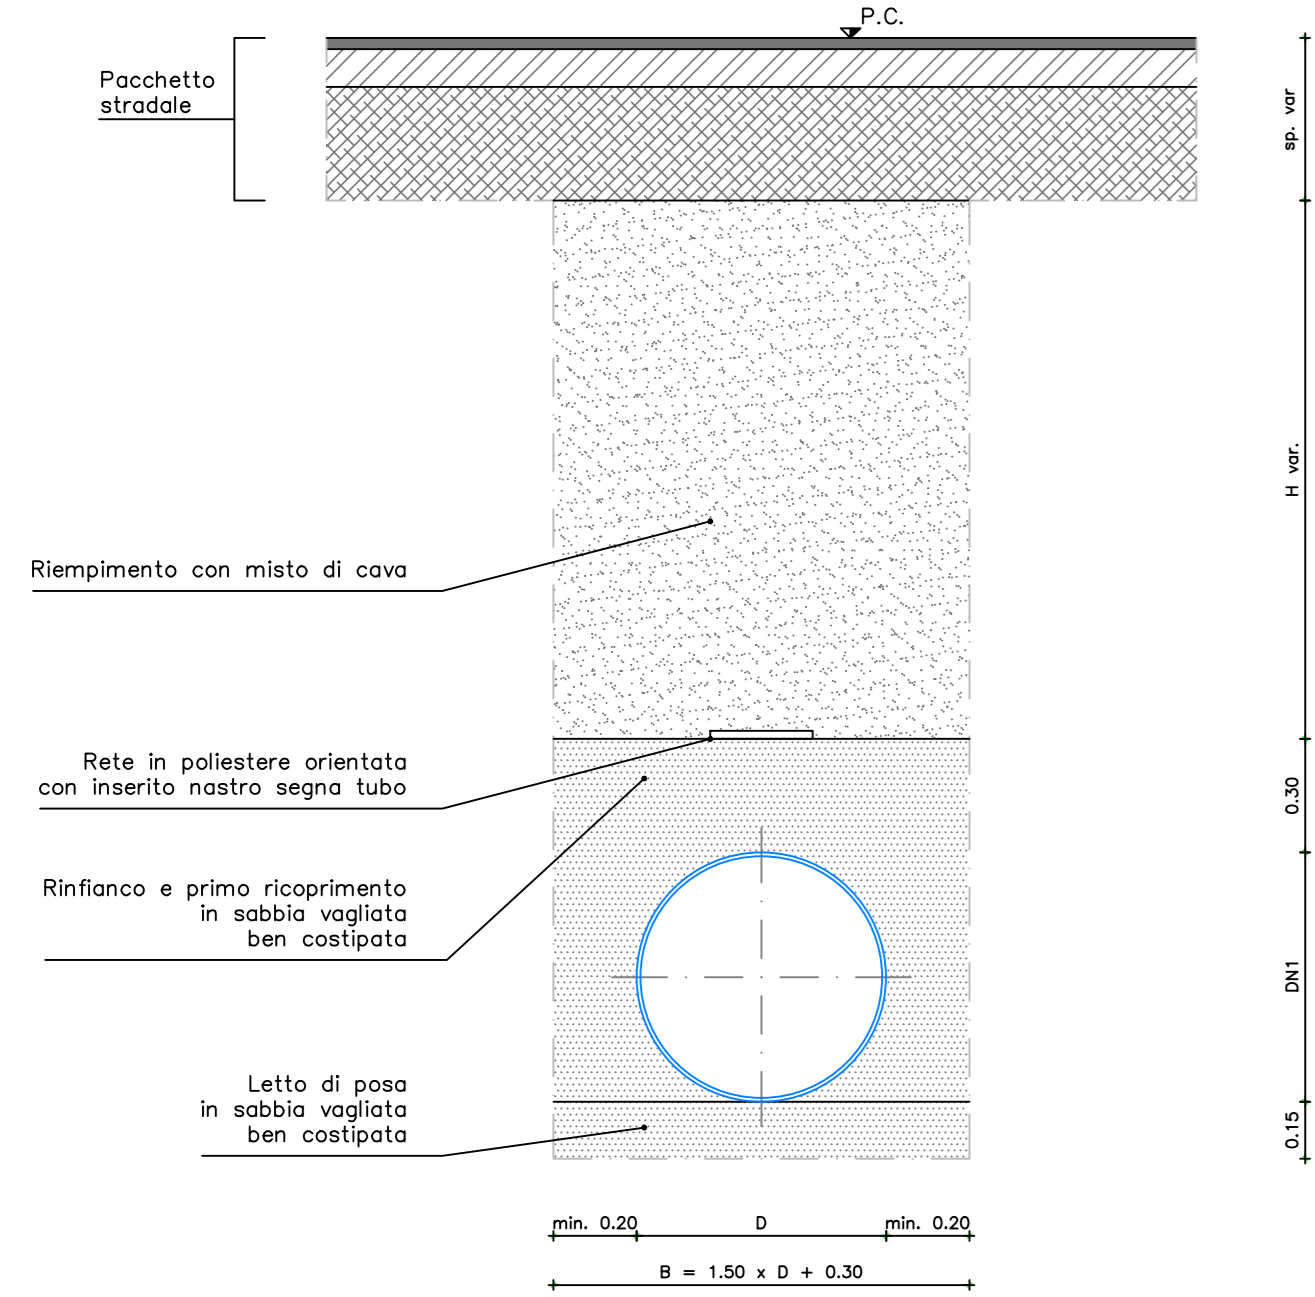 P.C.
Pacchetto
stradale
sp. var
H var.
Riempimento con misto di cava
Rete in poliestere orientata
con inserito nastro segna tubo
0.30
Rinfianco e primo ricoprimento
in sabbia vagliata
ben costipata
DN1
Letto di posa
in sabbia vagliata
ben costipata
0.15
min. 0.20 D min. 0.20
B = 1.50 x D + 0.30